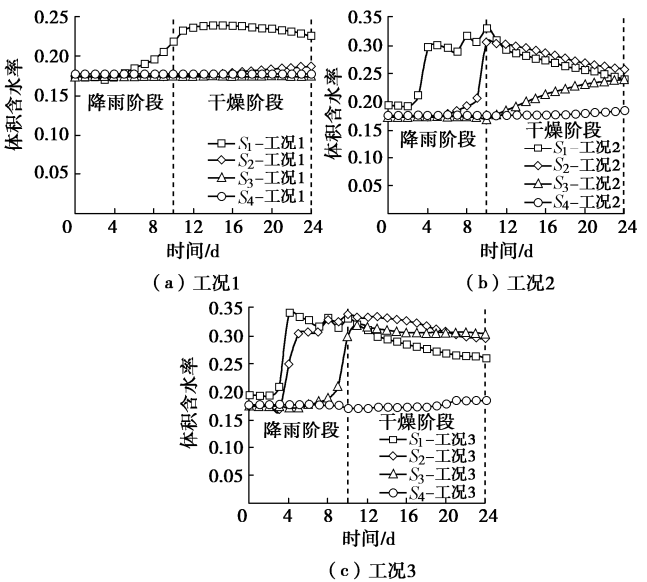 0.25
0.20
0.15
0.10
0.05
体积含水率
降雨阶段 干燥阶段
S1-工况1
S2-工况1
S3-工况1
S4-工况1
0 4 8 12 16 20 24
时间/d
(a)工况1
0.35
0.30
0.25
0.20
0.15
0.05
体积含水率
降雨阶段 干燥阶段
S1-工况2
S2-工况2
S3-工况2
S4-工况2
0 4 8 12 16 20 24
时间/d
(b)工况2
0.35
0.30
0.20
0.15
0.05
体积含水率
降雨阶段 干燥阶段
S1-工况3
S2-工况3
S3-工况3
S4-工况3
0 4 8 12 16 20 24
时间/d
(c)工况3